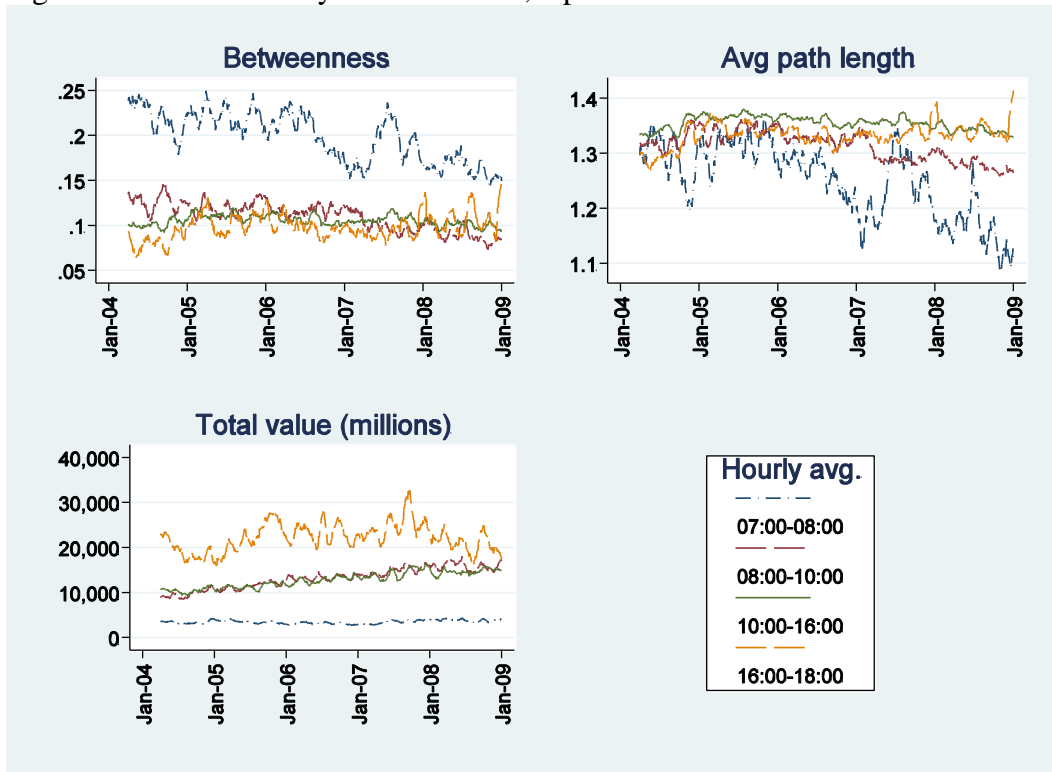 Betweenness
.25
.2
.15
.1
.05
Jan-04
Jan-05
Jan-06
Jan-07
Jan-08
Jan-09
Avg path length
1.4
1.3
1.2
1.1
Jan-04
Jan-05
Jan-06
Jan-07
Jan-08
Jan-09
Total value (millions)
40,000
30,000
20,000
10,000
0
Jan-04
Jan-05
Jan-06
Jan-07
Jan-08
Jan-09
Hourly avg.
07:00-08:00
08:00-10:00
10:00-16:00
16:00-18:00